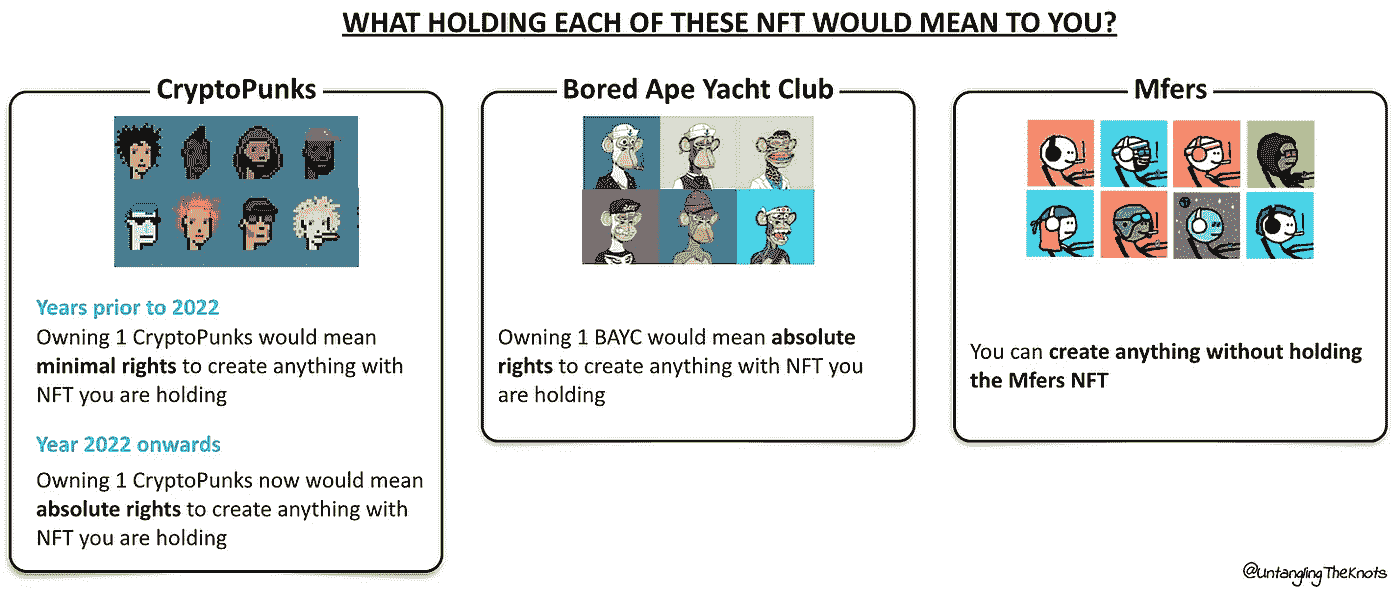 WHAT HOLDING EACH OF THESE NFT WOULD MEAN TO YOU?
CryptoPunks
Years prior to 2022
Owning 1 CryptoPunks would mean
minimal rights to create anything with
NFT you are holding
Year 2022 onwards
Owning 1 CryptoPunks now would mean
absolute rights to create anything with
NFT you are holding
Bored Ape Yacht Club
Owning 1 BAYC would mean absolute
rights to create anything with NFT you
are holding
Mfers
You can create anything without holding
the Mfers NFT
@UntanglingTheKnots